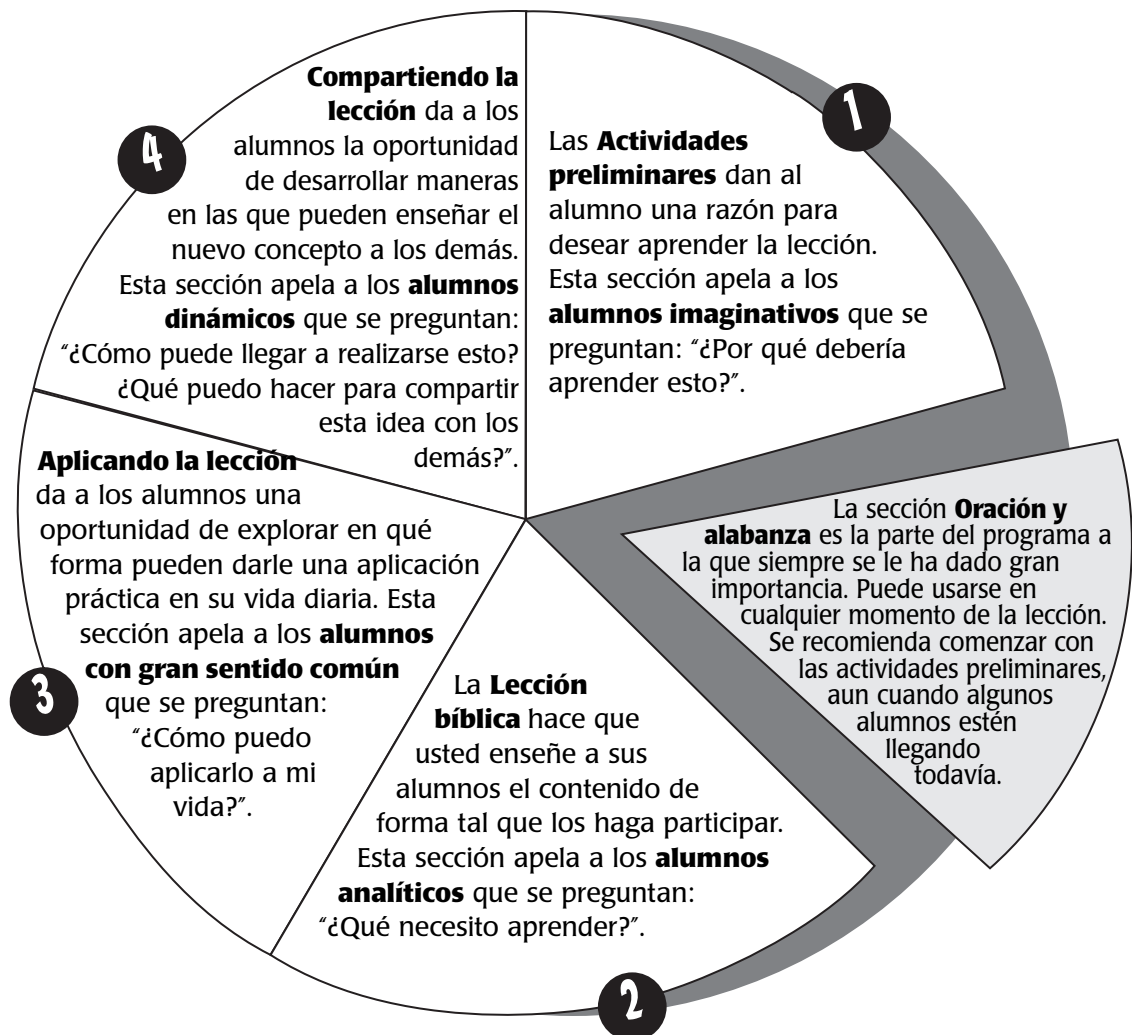 1
Las Actividades
preliminares dan al
alumno una razón para
desear aprender la lección.
Esta sección apela a los
alumnos imaginativos que se
preguntan: “¿Por qué debería
aprender esto?”.
La sección Oración y
alabanza es la parte del programa a
la que siempre se le ha dado gran
importancia. Puede usarse en
cualquier momento de la lección.
Se recomienda comenzar con
las actividades preliminares,
aun cuando algunos
alumnos estén
llegando
todavía.
2
La Lección
bíblica hace que
usted enseñe a sus
alumnos el contenido de
forma tal que los haga participar.
Esta sección apela a los alumnos
analíticos que se preguntan:
“¿Qué necesito aprender?”.
3
Aplicando la lección
da a los alumnos una
oportunidad de explorar en qué
forma pueden darle una aplicación
práctica en su vida diaria. Esta
sección apela a los alumnos
con gran sentido común
que se preguntan:
“¿Cómo puedo
aplicarlo a mi
vida?”.
4
Compartiendo la
lección da a los
alumnos la oportunidad
de desarrollar maneras
en las que pueden enseñar el
nuevo concepto a los demás.
Esta sección apela a los alumnos
dinámicos que se preguntan:
“¿Cómo puede llegar a realizarse esto?
¿Qué puedo hacer para compartir
esta idea con los
demás?”.